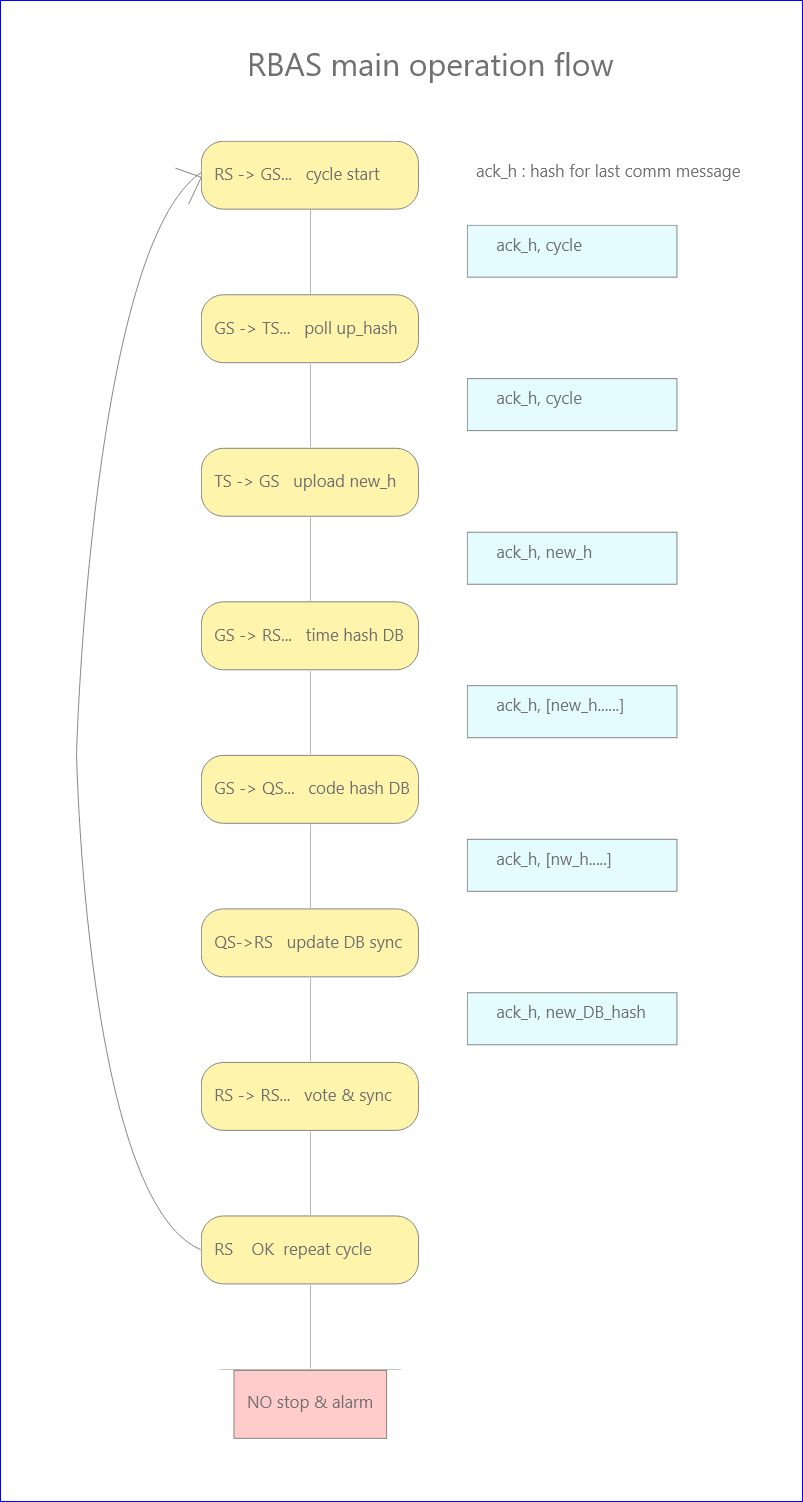 RBAS main operation flow
RS -> GS...   cycle start
ack_h : hash for last comm message
ack_h, cycle
GS -> TS...   poll up_hash
ack_h, cycle
TS -> GS   upload new_h
ack_h, new_h
GS -> RS...   time hash DB
ack_h, [new_h......]
GS -> QS...   code hash DB
ack_h, [nw_h.....]
QS->RS   update DB sync
ack_h, new_DB_hash
RS -> RS...   vote & sync
RS    OK  repeat cycle
NO stop & alarm